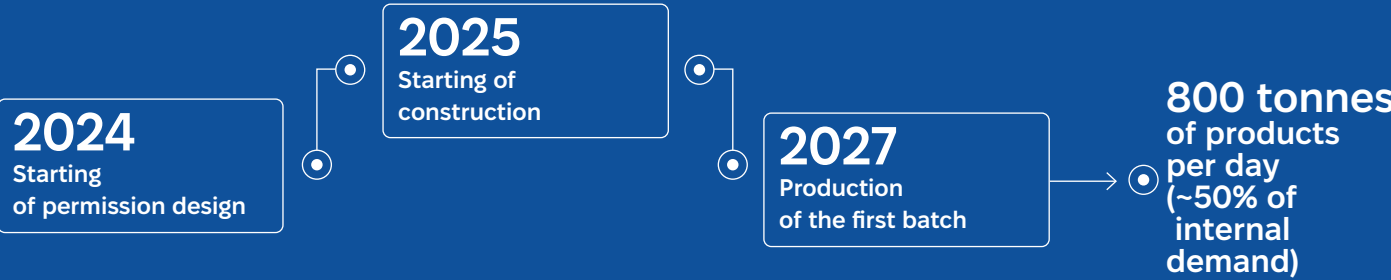 2024
Starting
of permission design
2025
Starting of
construction
2027
Production
of the first batch
800 tonnes
of products
per day
(~50% of
internal
demand)